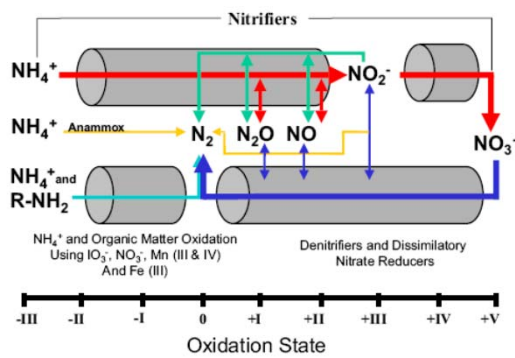 Nitrifiers
NH₄⁺ NO₂⁻
NH₄⁺ Anammox N₂ N₂O NO NO₃⁻
NH₄⁺ and
R-NH₂
NH₄⁺ and Organic Matter Oxidation
Using IO₃⁻, NO₃⁻, Mn (III & IV)
And Fe (III)
Denitrifiers and Dissimilatory
Nitrate Reducers
-III -II -I 0 +I +II +III +IV +V
Oxidation State